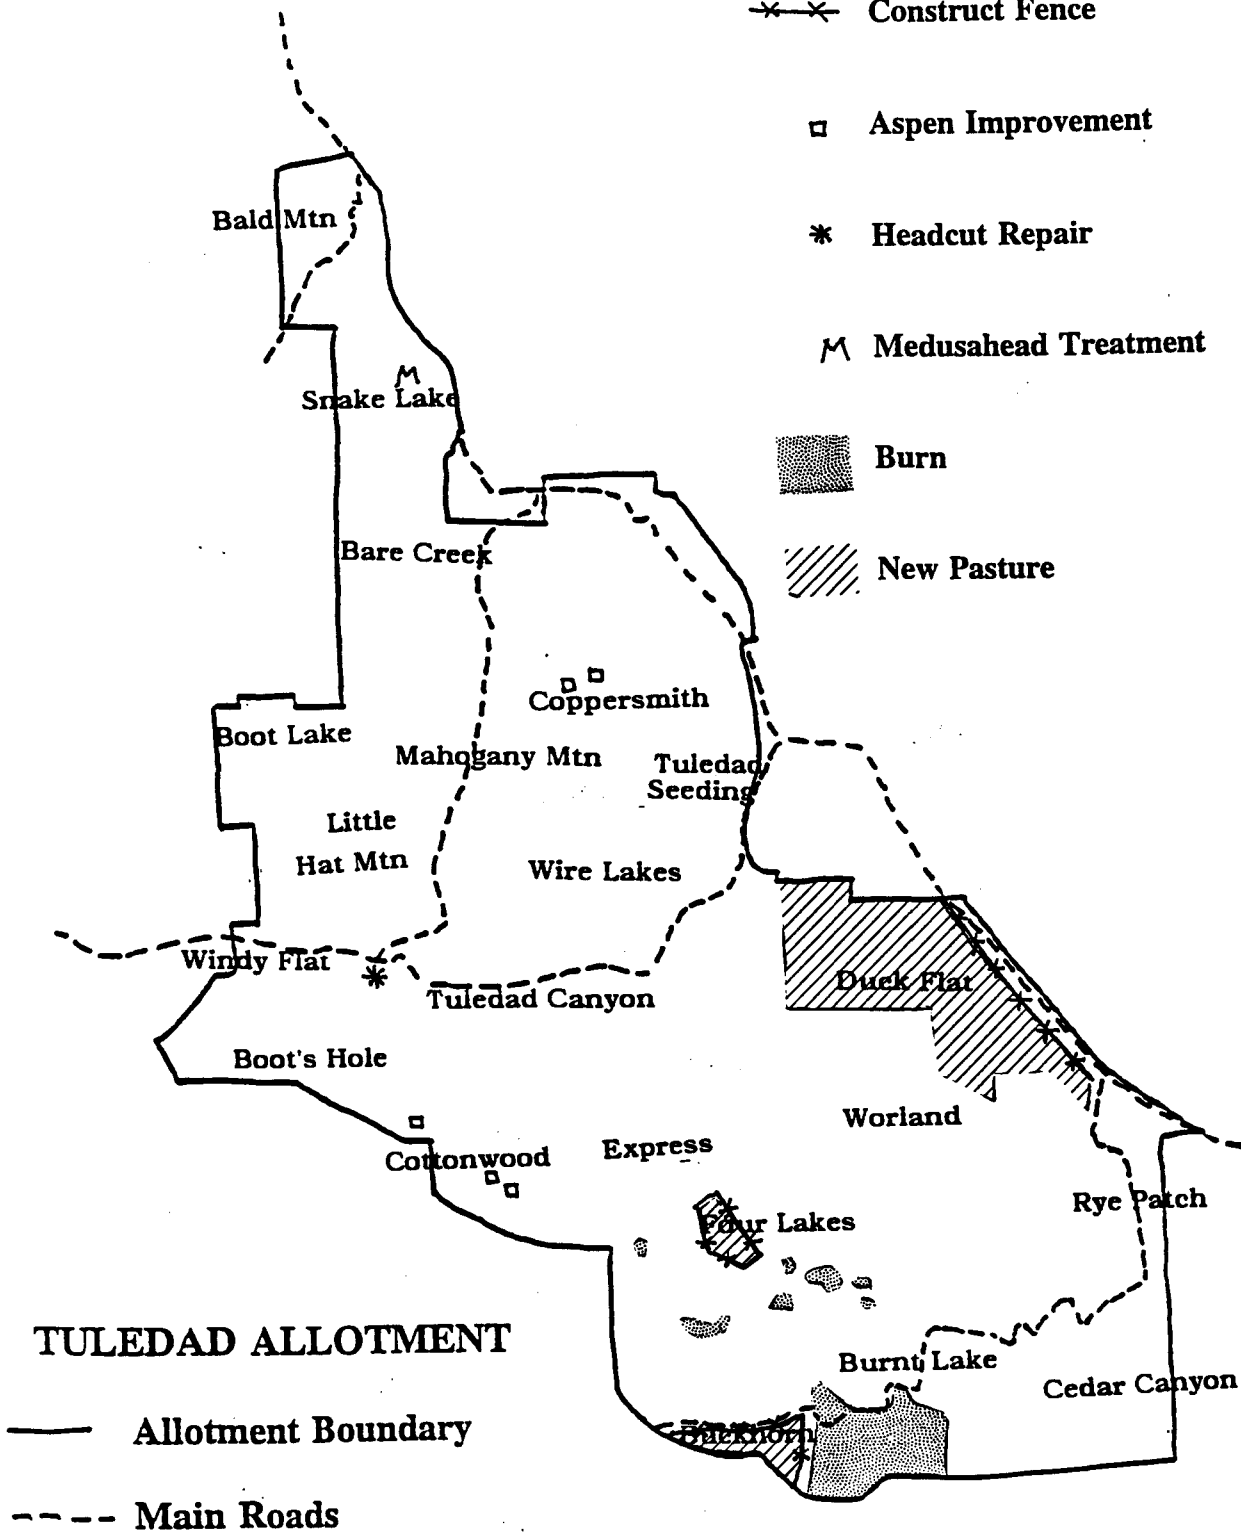 Construct Fence
Aspen Improvement
Bald Mtn
Headcut Repair
M Medusahead Treatment
M
Snake Lake
Burn
Bare Creek
New Pasture
Coppersmith
Boot Lake
Mahogany Mtn
Tuledad
Seeding
Little
Hat Mtn
Wire Lakes
Windy Flat
Duck Flat
Tuledad Canyon
Boot's Hole
Worland
Express
Cottonwood
Rye Patch
Four Lakes
TULEDAD ALLOTMENT
Burnt Lake
Cedar Canyon
Allotment Boundary
Buckhorn
Main Roads